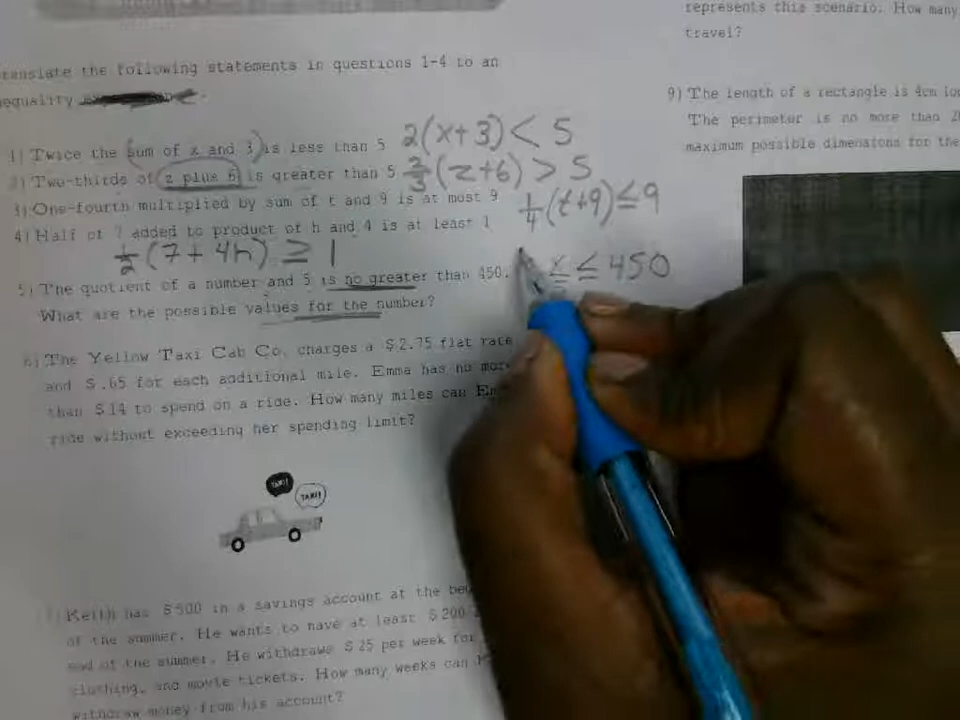 represents this scenario. How many
travel?
translate the following statements in questions 1-4 to an
inequality
9) The length of a rectangle is 4cm
The perimeter is no more than
maximum possible dimensions for the
1) Twice the sum of x and 3 is less than 5 2(x+3) < 5
2) Two-thirds of z plus 6 is greater than 5 2/3 (z+6) > 5
3) One-fourth multiplied by sum of t and 9 is at most 9 1/4 (t+9) ≤ 9
4) Half of 7 added to product of h and 4 is at least 1
1/2 (7 + 4h) ≥ 1
5) The quotient of a number and 5 is no greater than 450. x/5 ≤ 450
What are the possible values for the number?
6) The Yellow Taxi Cab Co. charges a $2.75 flat rate
and $.65 for each additional mile. Emma has no more
than $14 to spend on a ride. How many miles can
ride without exceeding her spending limit?
TAXI!
TAXI!
7) Keith has $500 in a savings account at the
of the summer. He wants to have at least $200
end of the summer. He withdraws $25 per week for
clothing, and movie tickets. How many weeks can
withdraw money from his account?